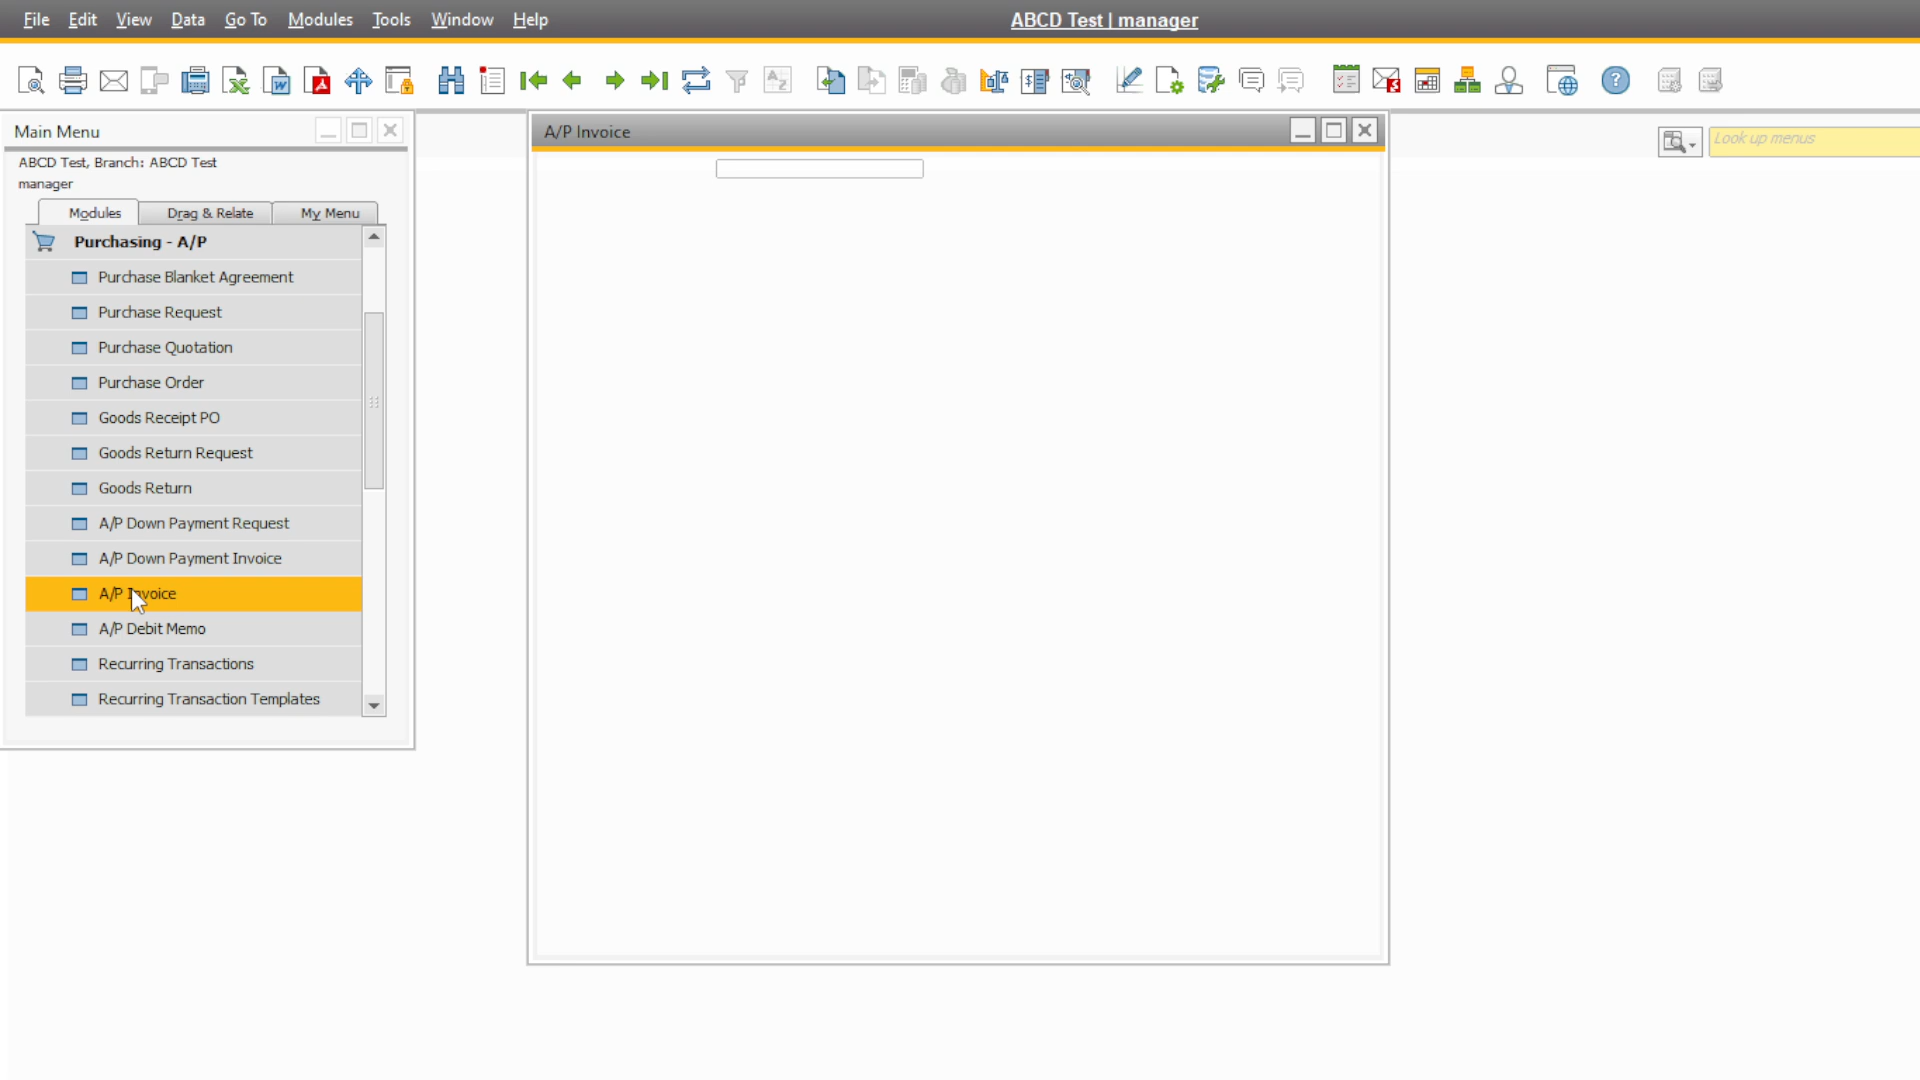 File Edit View Data Go To Modules Tools Window Help
ABCD Test | manager
Main Menu
A/P Invoice
Look up menus
ABCD Test, Branch: ABCD Test
manager
Modules Drag & Relate My Menu
Purchasing - A/P
Purchase Blanket Agreement
Purchase Request
Purchase Quotation
Purchase Order
Goods Receipt PO
Goods Return Request
Goods Return
A/P Down Payment Request
A/P Down Payment Invoice
A/P Invoice
A/P Debit Memo
Recurring Transactions
Recurring Transaction Templates